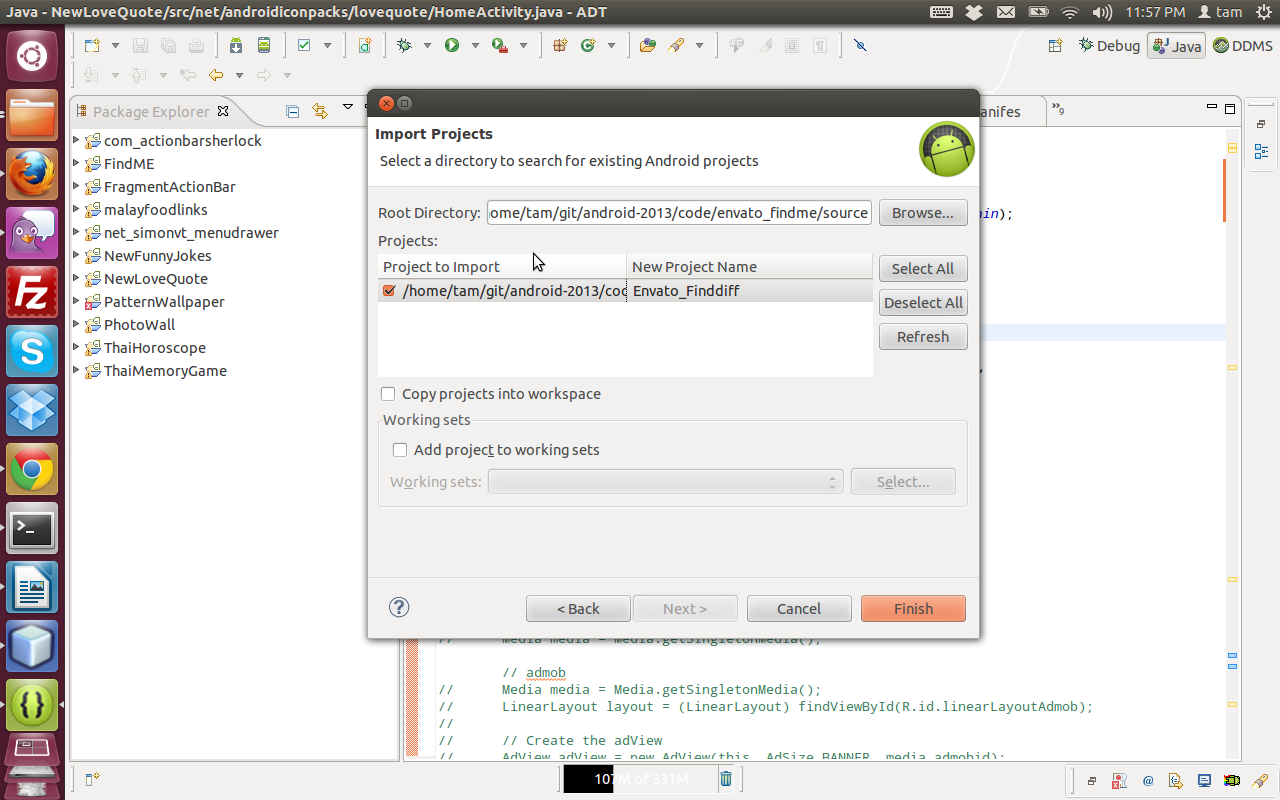 Java - NewLoveQuote/src/net/androidiconpacks/lovequote/HomeActivity.java - ADT
11:57 PM
tam
Debug
Java
DDMS
Package Explorer
anifes
9
com_actionbarsherlock
FindME
FragmentActionBar
malayfoodlinks
net_simonvt_menudrawer
NewFunnyJokes
NewLoveQuote
PatternWallpaper
PhotoWall
ThaiHoroscope
ThaiMemoryGame
Import Projects
Select a directory to search for existing Android projects
Root Directory:
ome/tam/git/android-2013/code/envato_findme/source
Browse...
in);
Projects:
Project to Import
New Project Name
/home/tam/git/android-2013/cod
Envato_Finddiff
Select All
Deselect All
Refresh
Copy projects into workspace
Working sets
Add project to working sets
Working sets:
Select...
?
< Back
Next >
Cancel
Finish
// Media media = Media.getSingletonMedia();
// admob
// Media media = Media.getSingletonMedia();
// LinearLayout layout = (LinearLayout) findViewById(R.id.linearLayoutAdmob);
//
// // Create the adView
// AdView adView = new AdView(this, AdSize.BANNER, media.admobid);
107M of 331M